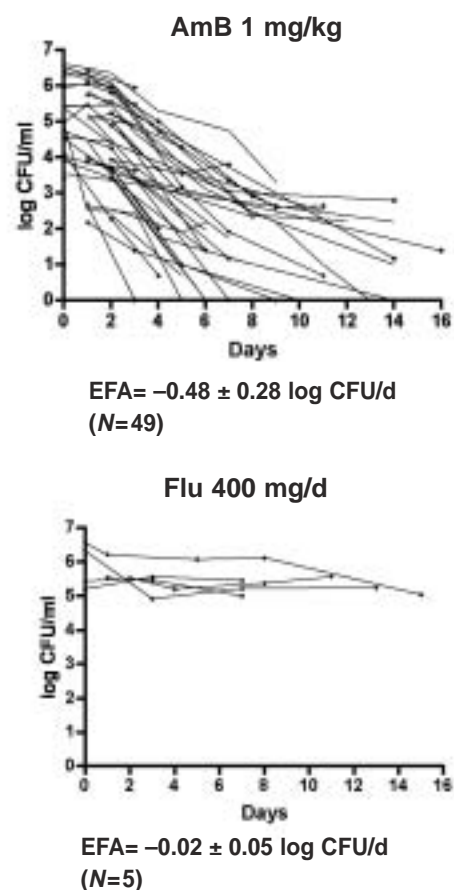 AmB 1 mg/kg
7
6
5
4
3
2
1
0
log CFU/ml
0 2 4 6 8 10 12 14 16
Days
EFA= –0.48 ± 0.28 log CFU/d
(N=49)
Flu 400 mg/d
7
6
5
4
3
2
1
0
log CFU/ml
0 2 4 6 8 10 12 14 16
Days
EFA= –0.02 ± 0.05 log CFU/d
(N=5)